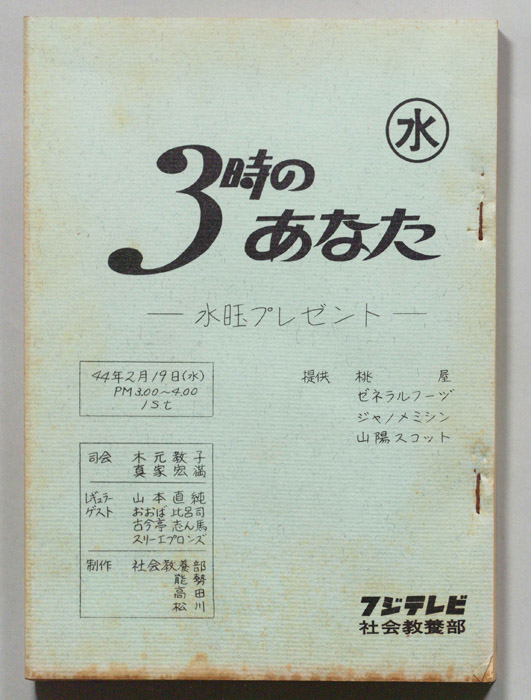 ㊌
3時の
あなた
― 水曜プレゼント ―
44年2月19日(水)
PM 3.00~4.00
1St
提供 桃屋
ゼネラルフーヅ
ジャノメミシン
山陽スコット
司会 木元教子
真家宏満
レギュラーゲスト 山本直純
おおば比呂司
古今亭志ん馬
スリーエプロンズ
制作 社会教養部
能勢
高田
松川
フジテレビ
社会教養部